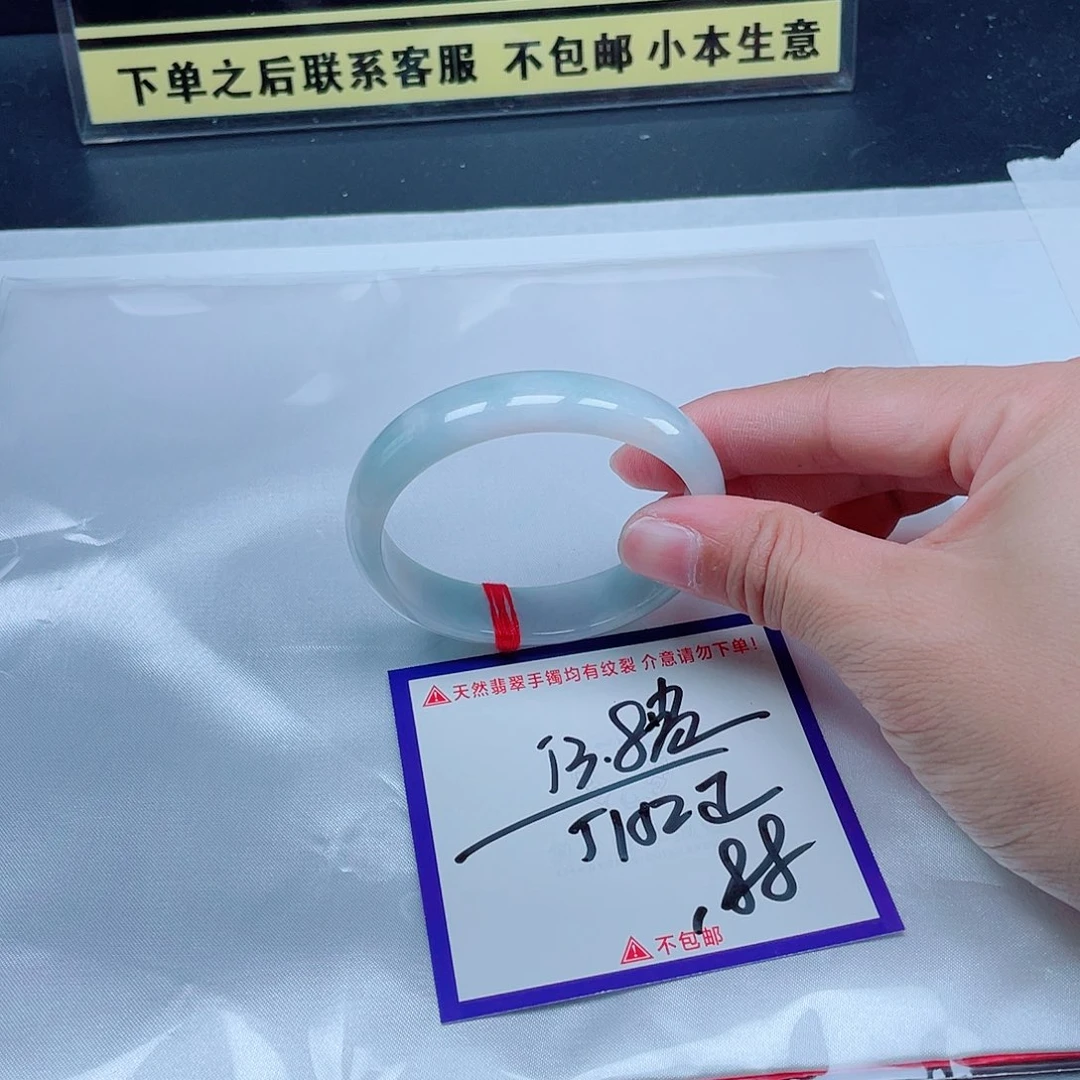 下单之后联系客服 不包邮 小本生意
天然翡翠手镯均有纹裂 介意请勿下单!
13.8
.88
不包邮